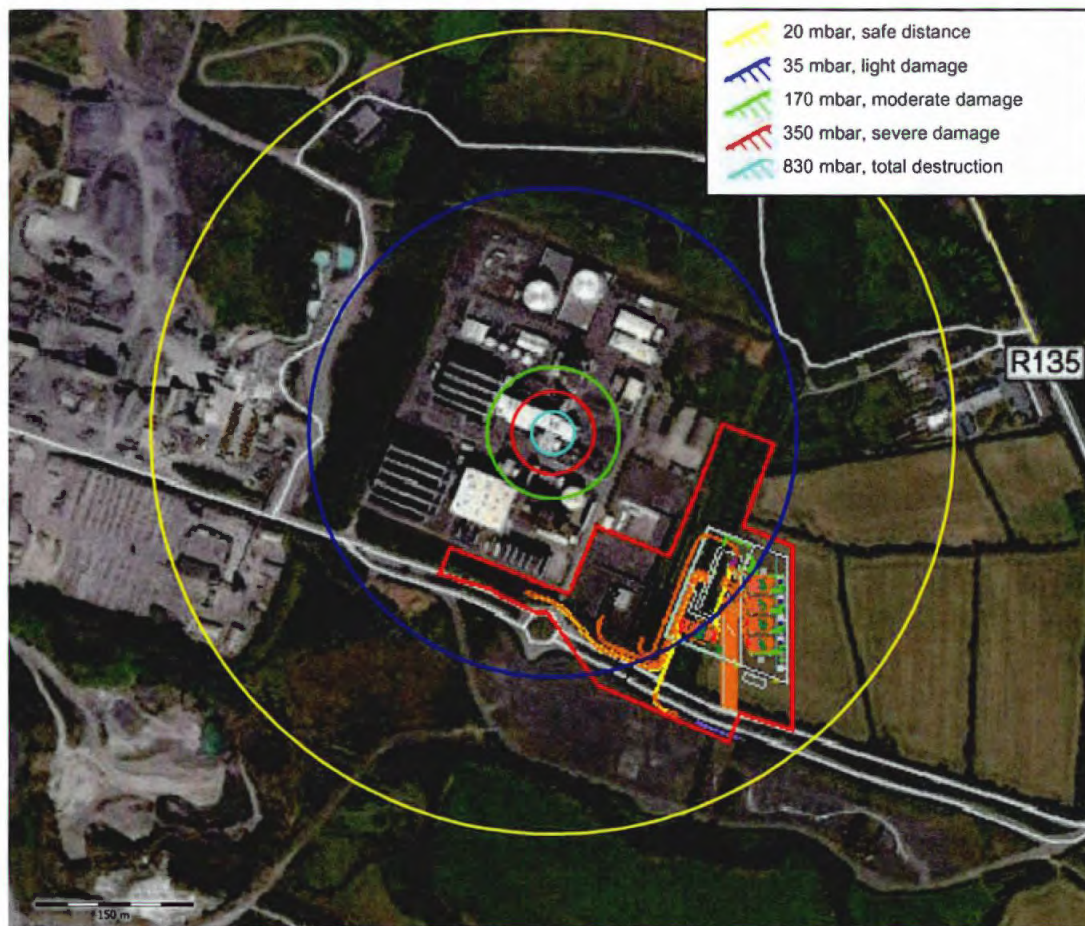 20 mbar, safe distance
35 mbar, light damage
170 mbar, moderate damage
350 mbar, severe damage
830 mbar, total destruction
R135
150 m